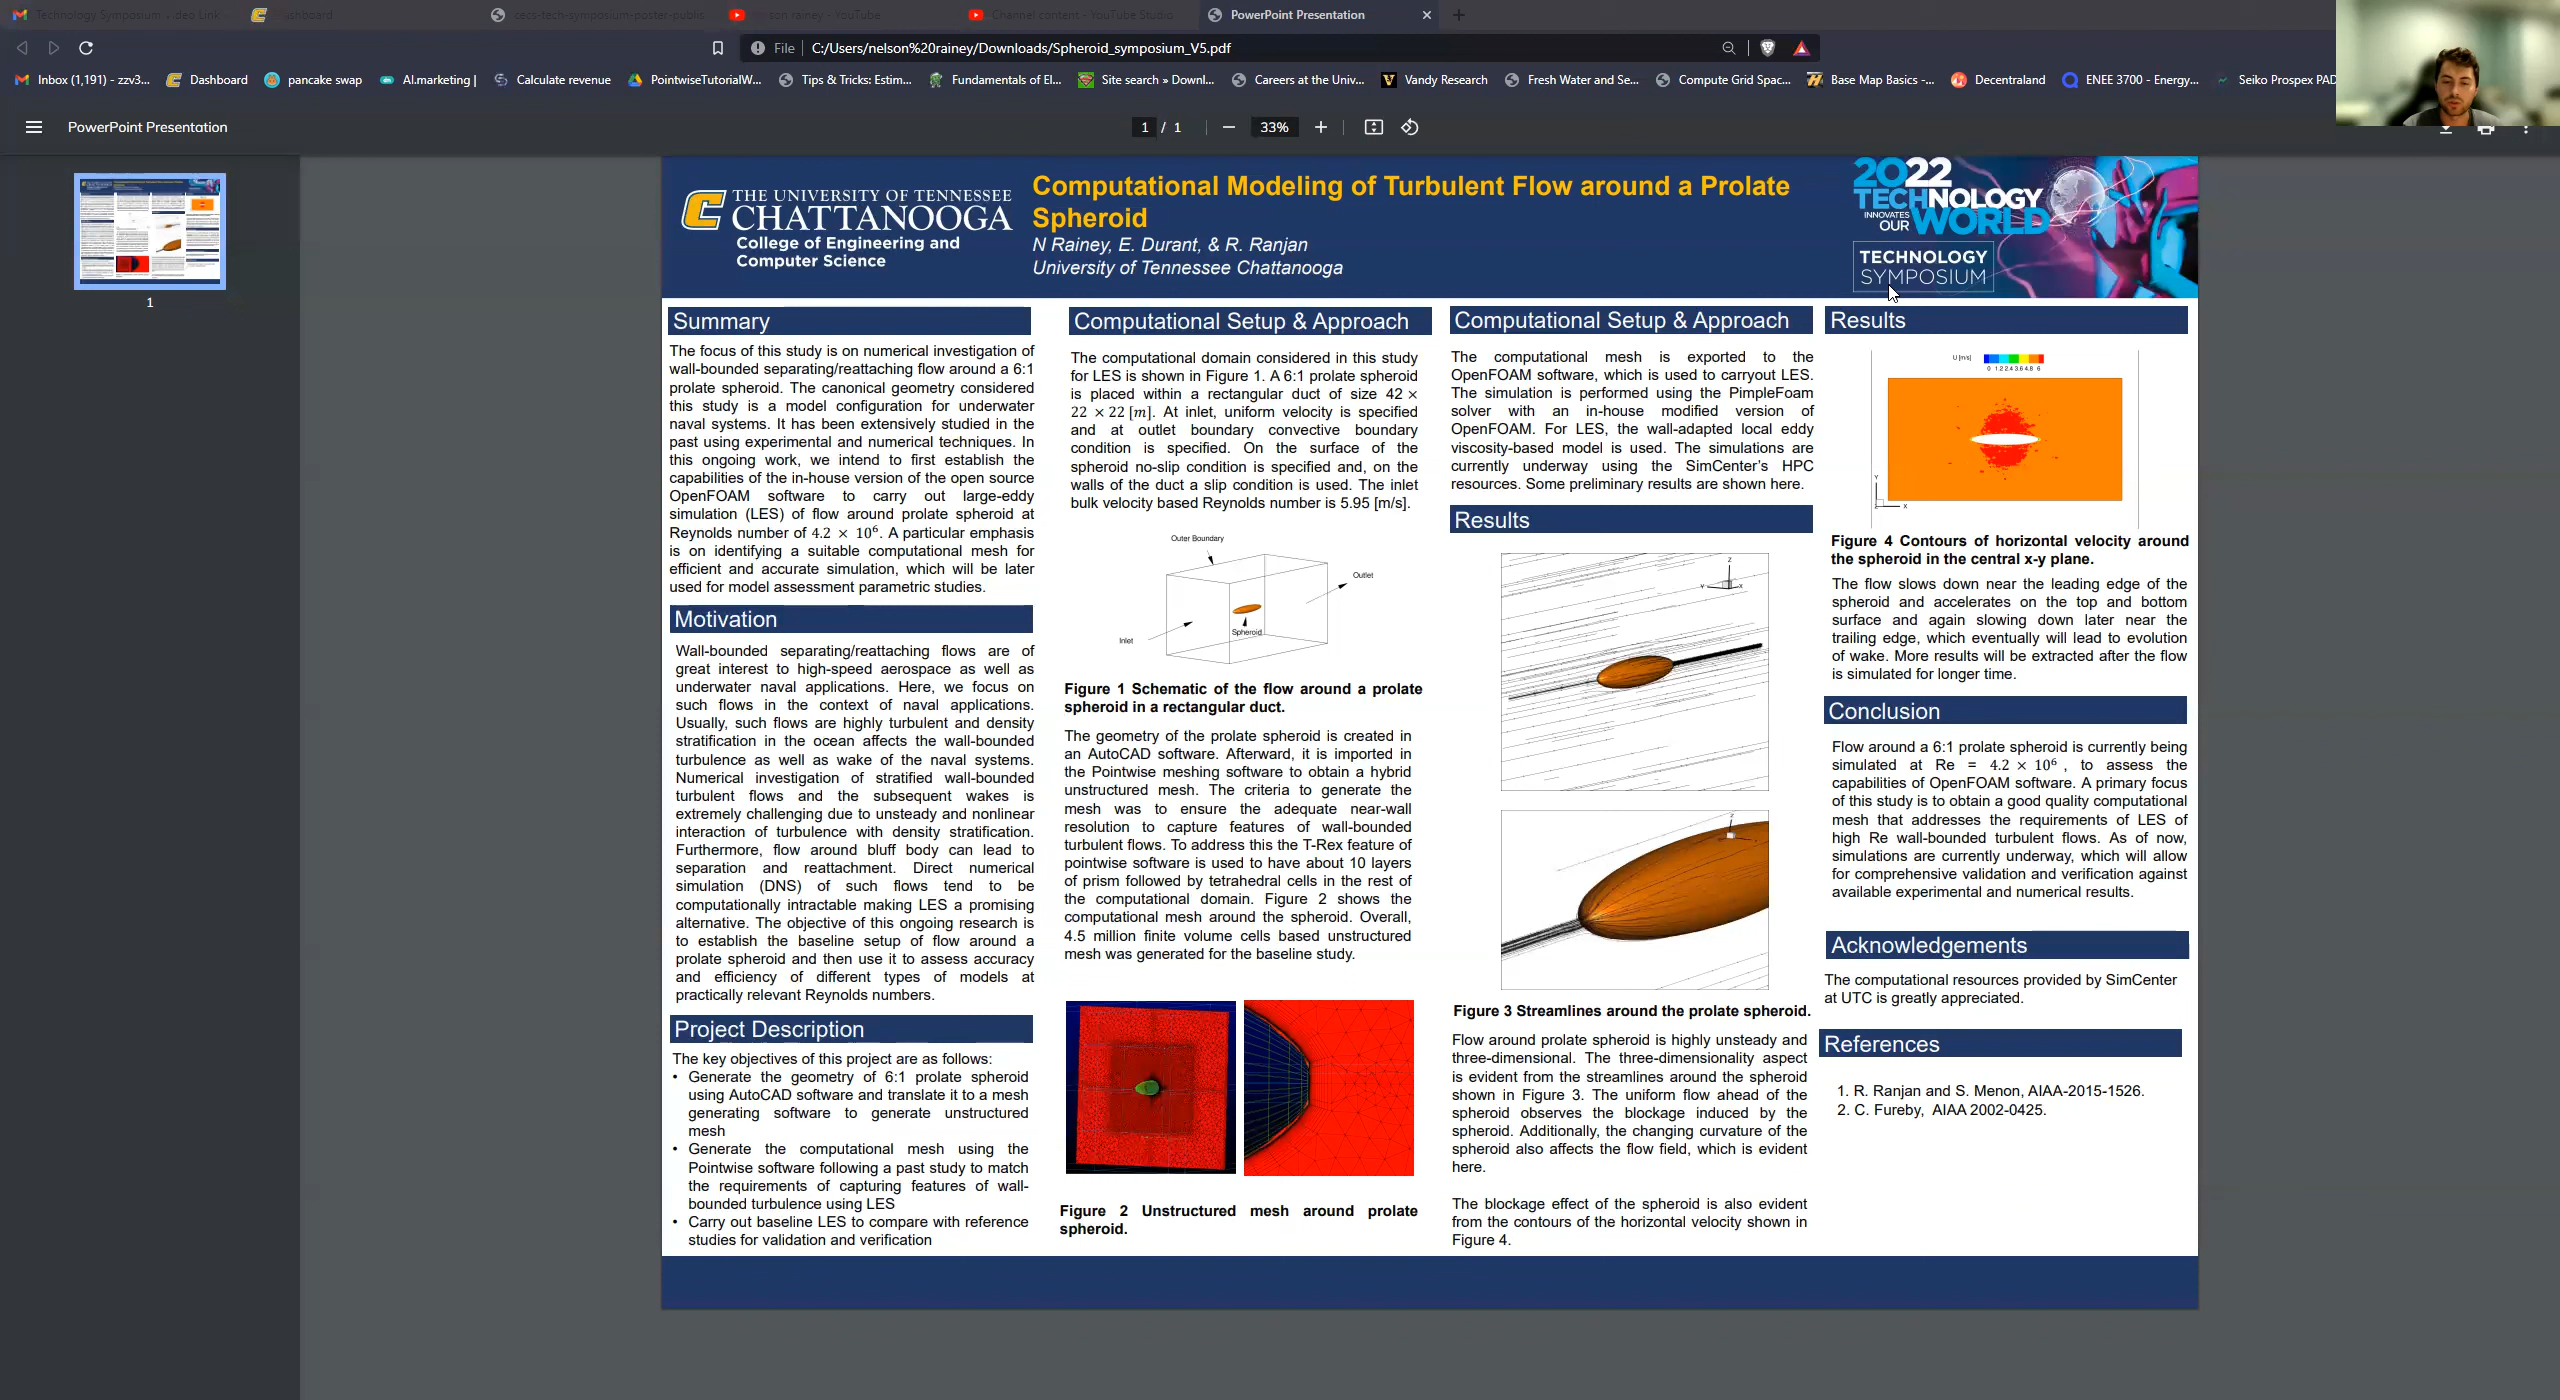 Technology Symposium Video Link
Dashboard
cecs-tech-symposium-poster-publis
rainey - YouTube
Channel content - YouTube Studio
PowerPoint Presentation
File
C:/Users/nelson%20rainey/Downloads/Spheroid_symposium_V5.pdf
Inbox (1,191) - zzv3...
Dashboard
pancake swap
AI.marketing |
Calculate revenue
PointwiseTutorialW...
Tips & Tricks: Estim...
Fundamentals of El...
Site search » Downl...
Careers at the Univ...
Vandy Research
Fresh Water and Se...
Compute Grid Spac...
Base Map Basics -...
Decentraland
ENEE 3700 - Energy...
Seiko Prospex PAD
PowerPoint Presentation
1 / 1
33%
1
THE UNIVERSITY OF TENNESSEE
CHATTANOOGA
College of Engineering and
Computer Science
Computational Modeling of Turbulent Flow around a Prolate
Spheroid
N Rainey, E. Durant, & R. Ranjan
University of Tennessee Chattanooga
2022
TECHNOLOGY
INNOVATES
OUR WORLD
TECHNOLOGY
SYMPOSIUM
Summary
The focus of this study is on numerical investigation of
wall-bounded separating/reattaching flow around a 6:1
prolate spheroid. The canonical geometry considered
this study is a model configuration for underwater
naval systems. It has been extensively studied in the
past using experimental and numerical techniques. In
this ongoing work, we intend to first establish the
capabilities of the in-house version of the open source
OpenFOAM software to carry out large-eddy
simulation (LES) of flow around prolate spheroid at
Reynolds number of 4.2 × 10⁶. A particular emphasis
is on identifying a suitable computational mesh for
efficient and accurate simulation, which will be later
used for model assessment parametric studies.
Motivation
Wall-bounded separating/reattaching flows are of
great interest to high-speed aerospace as well as
underwater naval applications. Here, we focus on
such flows in the context of naval applications.
Usually, such flows are highly turbulent and density
stratification in the ocean affects the wall-bounded
turbulence as well as wake of the naval systems.
Numerical investigation of stratified wall-bounded
turbulent flows and the subsequent wakes is
extremely challenging due to unsteady and nonlinear
interaction of turbulence with density stratification.
Furthermore, flow around bluff body can lead to
separation and reattachment. Direct numerical
simulation (DNS) of such flows tend to be
computationally intractable making LES a promising
alternative. The objective of this ongoing research is
to establish the baseline setup of flow around a
prolate spheroid and then use it to assess accuracy
and efficiency of different types of models at
practically relevant Reynolds numbers.
Project Description
The key objectives of this project are as follows:
• Generate the geometry of 6:1 prolate spheroid
using AutoCAD software and translate it to a mesh
generating software to generate unstructured
mesh
• Generate the computational mesh using the
Pointwise software following a past study to match
the requirements of capturing features of wall-
bounded turbulence using LES
• Carry out baseline LES to compare with reference
studies for validation and verification
Computational Setup & Approach
The computational domain considered in this study
for LES is shown in Figure 1. A 6:1 prolate spheroid
is placed within a rectangular duct of size 42 ×
22 × 22 [m]. At inlet, uniform velocity is specified
and at outlet boundary convective boundary
condition is specified. On the surface of the
spheroid no-slip condition is specified and, on the
walls of the duct a slip condition is used. The inlet
bulk velocity based Reynolds number is 5.95 [m/s].
Outer Boundary
Outlet
Spheroid
Inlet
Figure 1 Schematic of the flow around a prolate
spheroid in a rectangular duct.
The geometry of the prolate spheroid is created in
an AutoCAD software. Afterward, it is imported in
the Pointwise meshing software to obtain a hybrid
unstructured mesh. The criteria to generate the
mesh was to ensure the adequate near-wall
resolution to capture features of wall-bounded
turbulent flows. To address this the T-Rex feature of
pointwise software is used to have about 10 layers
of prism followed by tetrahedral cells in the rest of
the computational domain. Figure 2 shows the
computational mesh around the spheroid. Overall,
4.5 million finite volume cells based unstructured
mesh was generated for the baseline study.
Figure 2 Unstructured mesh around prolate
spheroid.
Computational Setup & Approach
The computational mesh is exported to the
OpenFOAM software, which is used to carryout LES.
The simulation is performed using the PimpleFoam
solver with an in-house modified version of
OpenFOAM. For LES, the wall-adapted local eddy
viscosity-based model is used. The simulations are
currently underway using the SimCenter's HPC
resources. Some preliminary results are shown here.
Results
Z
Y
X
Z
Figure 3 Streamlines around the prolate spheroid.
Flow around prolate spheroid is highly unsteady and
three-dimensional. The three-dimensionality aspect
is evident from the streamlines around the spheroid
shown in Figure 3. The uniform flow ahead of the
spheroid observes the blockage induced by the
spheroid. Additionally, the changing curvature of the
spheroid also affects the flow field, which is evident
here.
The blockage effect of the spheroid is also evident
from the contours of the horizontal velocity shown in
Figure 4.
Results
U [m/s]
0 1.2 2.4 3.6 4.8 6
Y
X
Figure 4 Contours of horizontal velocity around
the spheroid in the central x-y plane.
The flow slows down near the leading edge of the
spheroid and accelerates on the top and bottom
surface and again slowing down later near the
trailing edge, which eventually will lead to evolution
of wake. More results will be extracted after the flow
is simulated for longer time.
Conclusion
Flow around a 6:1 prolate spheroid is currently being
simulated at Re = 4.2 × 10⁶ , to assess the
capabilities of OpenFOAM software. A primary focus
of this study is to obtain a good quality computational
mesh that addresses the requirements of LES of
high Re wall-bounded turbulent flows. As of now,
simulations are currently underway, which will allow
for comprehensive validation and verification against
available experimental and numerical results.
Acknowledgements
The computational resources provided by SimCenter
at UTC is greatly appreciated.
References
1. R. Ranjan and S. Menon, AIAA-2015-1526.
2. C. Fureby, AIAA 2002-0425.